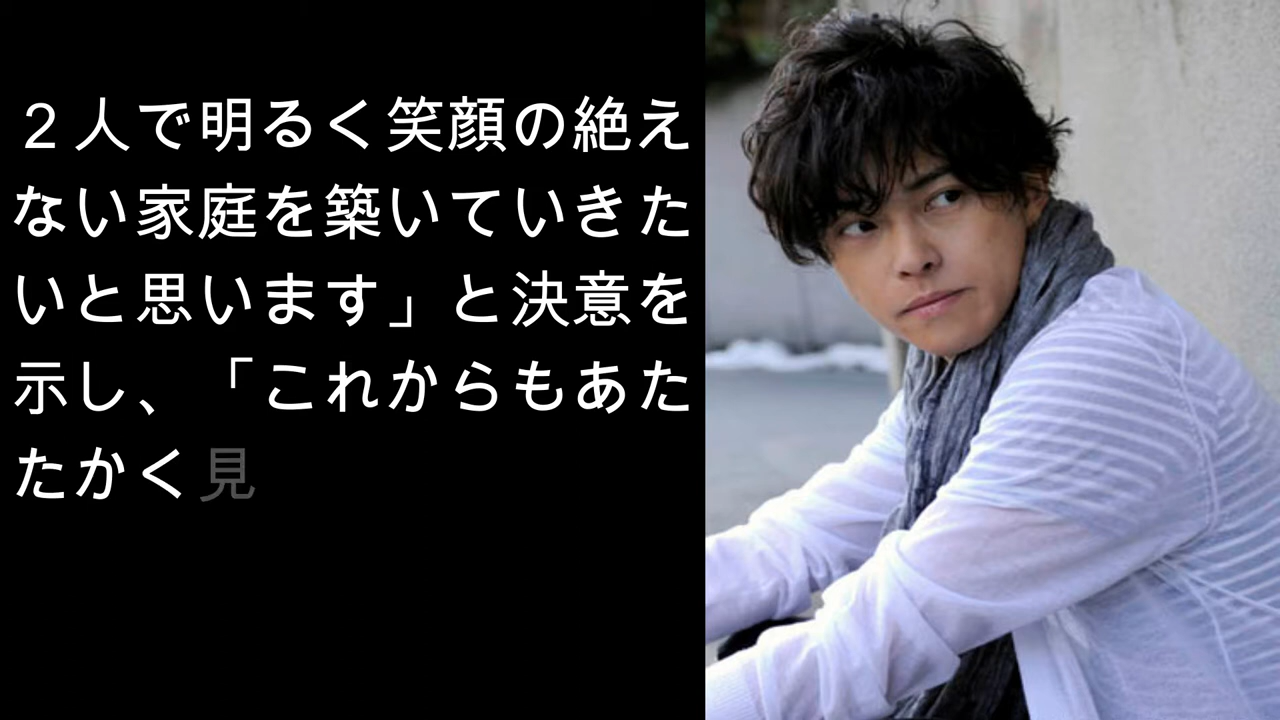 ２人で明るく笑顔の絶え
ない家庭を築いていきた
いと思います」と決意を
示し、「これからもあた
たかく見